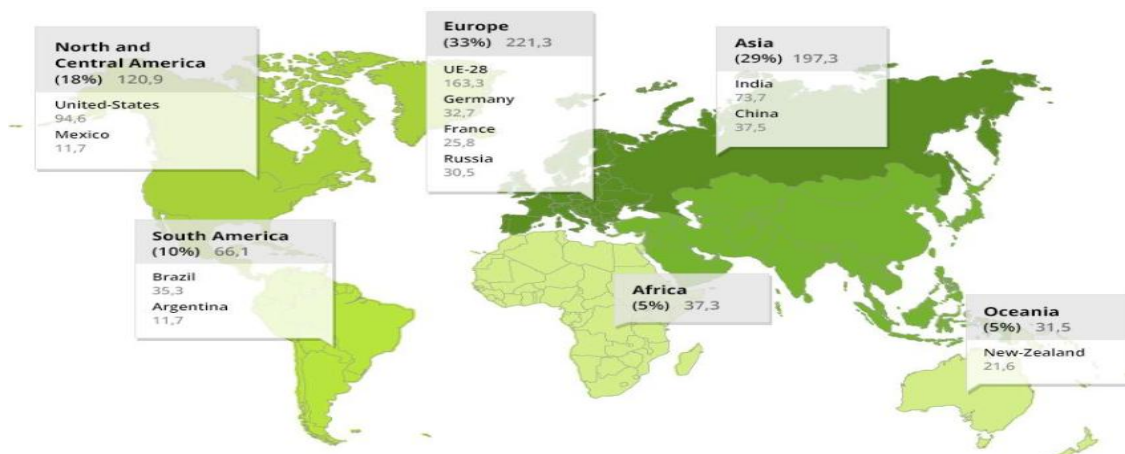 North and
Central America
(18%) 120,9
United-States
94,6
Mexico
11,7
Europe
(33%) 221,3
UE-28
163,3
Germany
32,7
France
25,8
Russia
30,5
Asia
(29%) 197,3
India
73,7
China
37,5
South America
(10%) 66,1
Brazil
35,3
Argentina
11,7
Africa
(5%) 37,3
Oceania
(5%) 31,5
New-Zealand
21,6